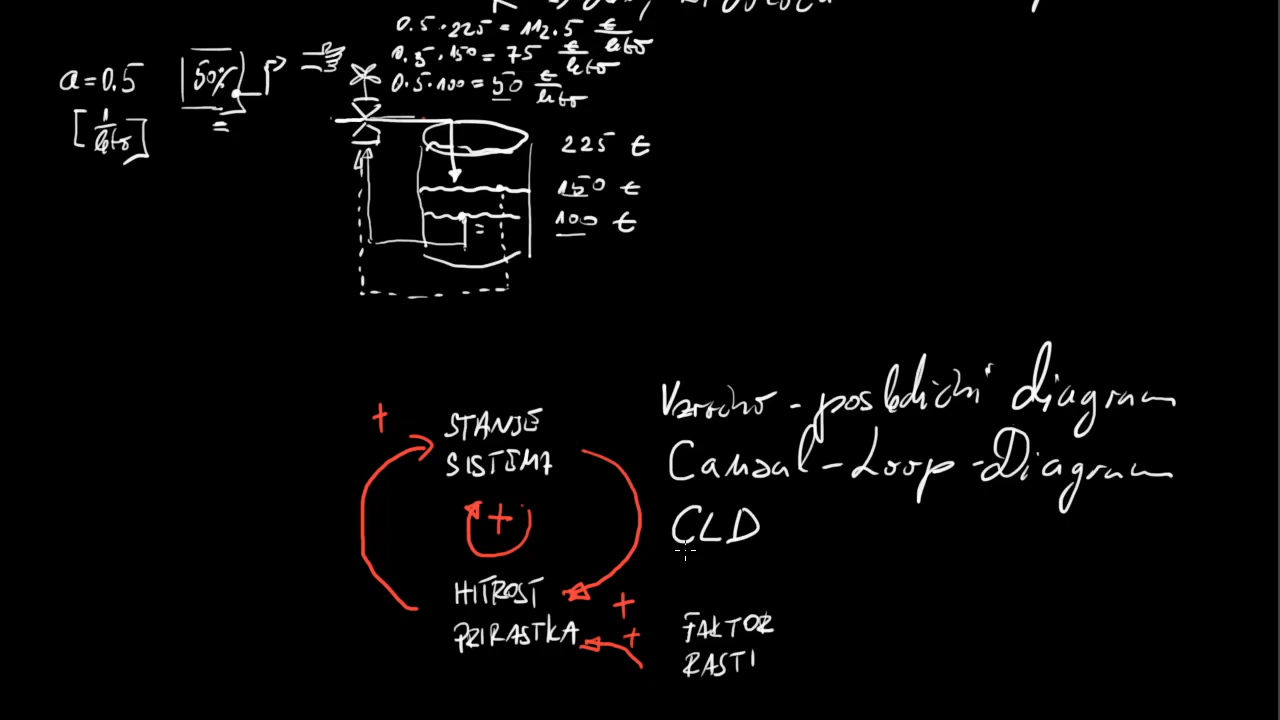 0.5 · 225 = 112.5 €/leto
0.5 · 150 = 75 €/leto
0.5 · 100 = 50 €/leto
a = 0.5
[1/leto]
50%
225 €
150 €
100 €
Vzročno - posledični diagram
Causal - Loop - Diagram
CLD
+
STANJE
SISTEMA
+
HITROST
PRIRASTKA
+
+
FAKTOR
RASTI